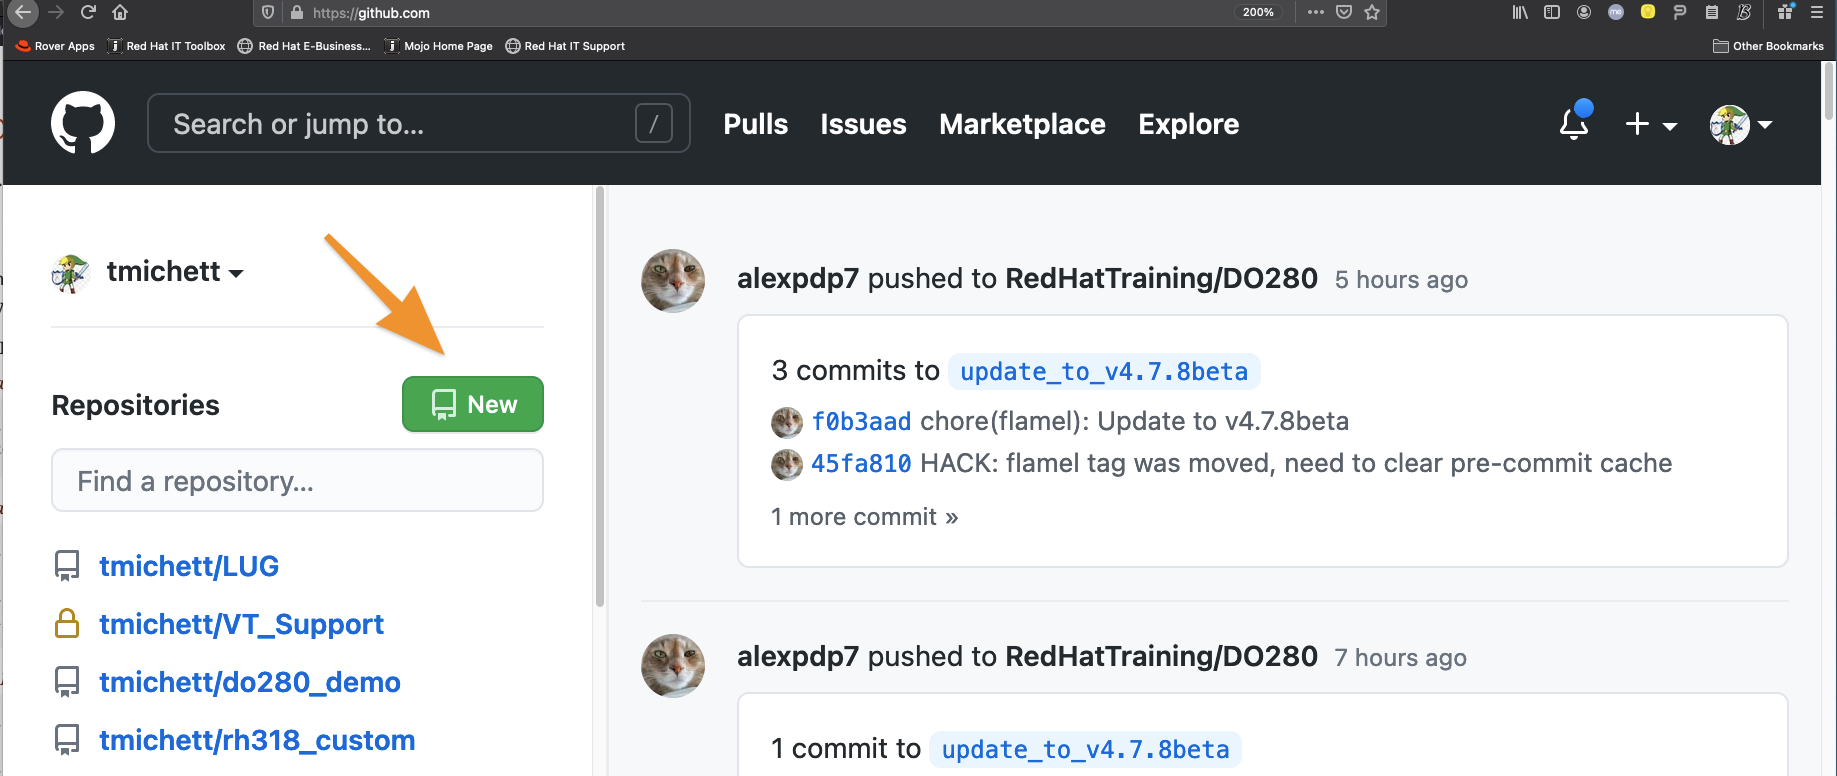 https://github.com
200%
Rover Apps
Red Hat IT Toolbox
Red Hat E-Business...
Mojo Home Page
Red Hat IT Support
Other Bookmarks
Search or jump to...
/
Pulls
Issues
Marketplace
Explore
tmichett
Repositories
New
Find a repository...
tmichett/LUG
tmichett/VT_Support
tmichett/do280_demo
tmichett/rh318_custom
alexpdp7 pushed to RedHatTraining/DO280 5 hours ago
3 commits to update_to_v4.7.8beta
f0b3aad chore(flamel): Update to v4.7.8beta
45fa810 HACK: flamel tag was moved, need to clear pre-commit cache
1 more commit »
alexpdp7 pushed to RedHatTraining/DO280 7 hours ago
1 commit to update_to_v4.7.8beta